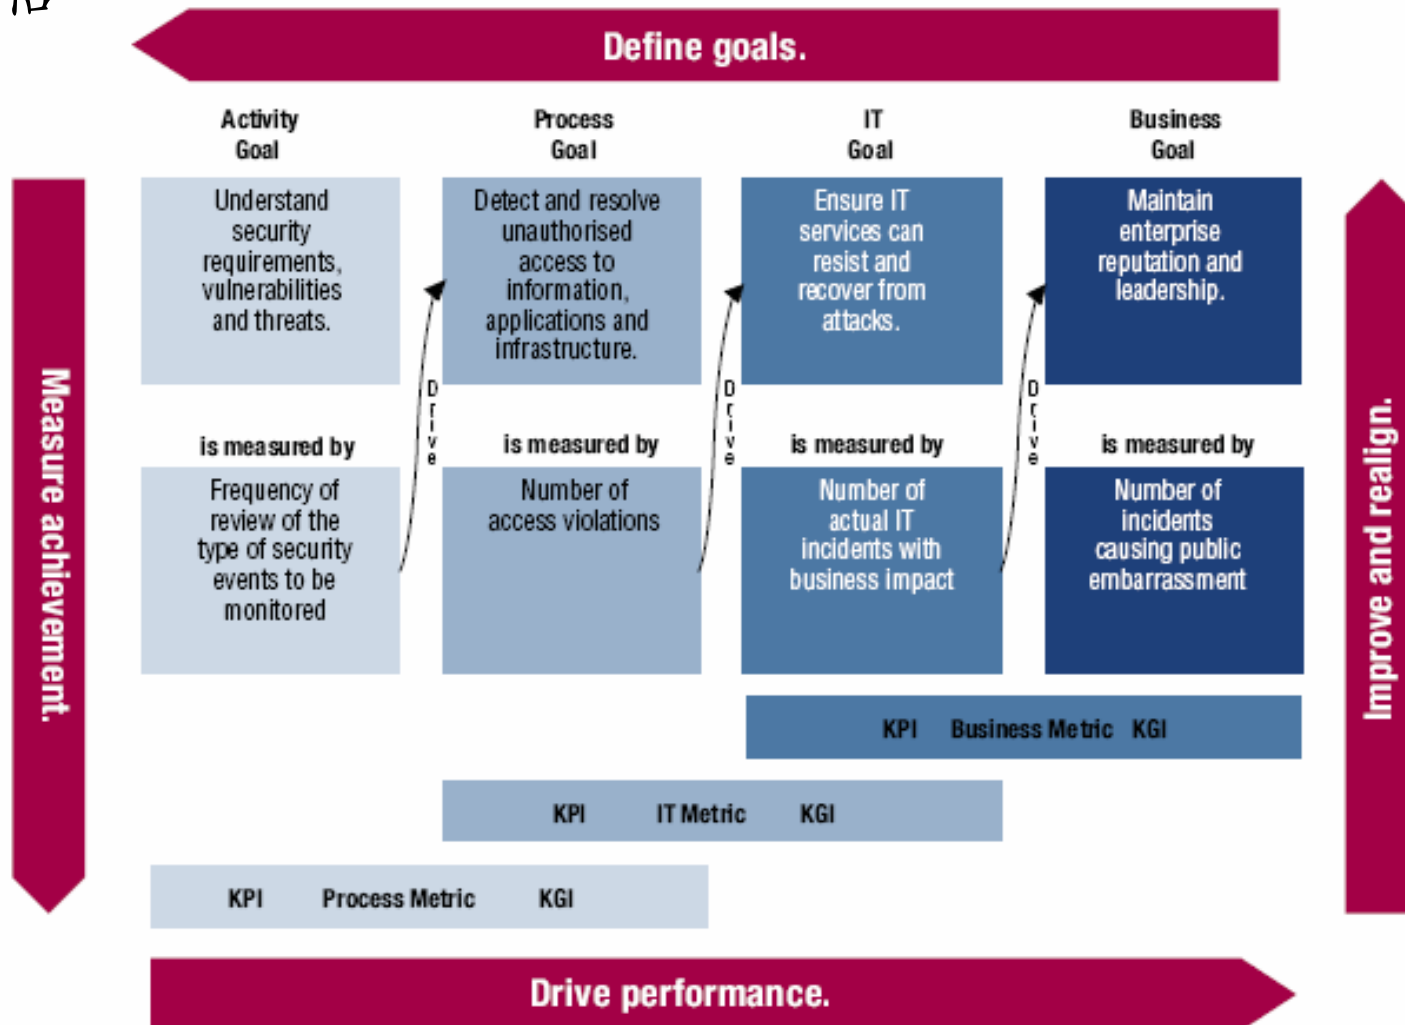 Define goals.
Activity
Goal
Process
Goal
IT
Goal
Business
Goal
Understand
security
requirements,
vulnerabilities
and threats.
Detect and resolve
unauthorised
access to
information,
applications and
infrastructure.
Ensure IT
services can
resist and
recover from
attacks.
Maintain
enterprise
reputation and
leadership.
Drive
Drive
Drive
is measured by
is measured by
is measured by
is measured by
Frequency of
review of the
type of security
events to be
monitored
Number of
access violations
Number of
actual IT
incidents with
business impact
Number of
incidents
causing public
embarrassment
Measure achievement.
Improve and realign.
KPI Business Metric KGI
KPI IT Metric KGI
KPI Process Metric KGI
Drive performance.